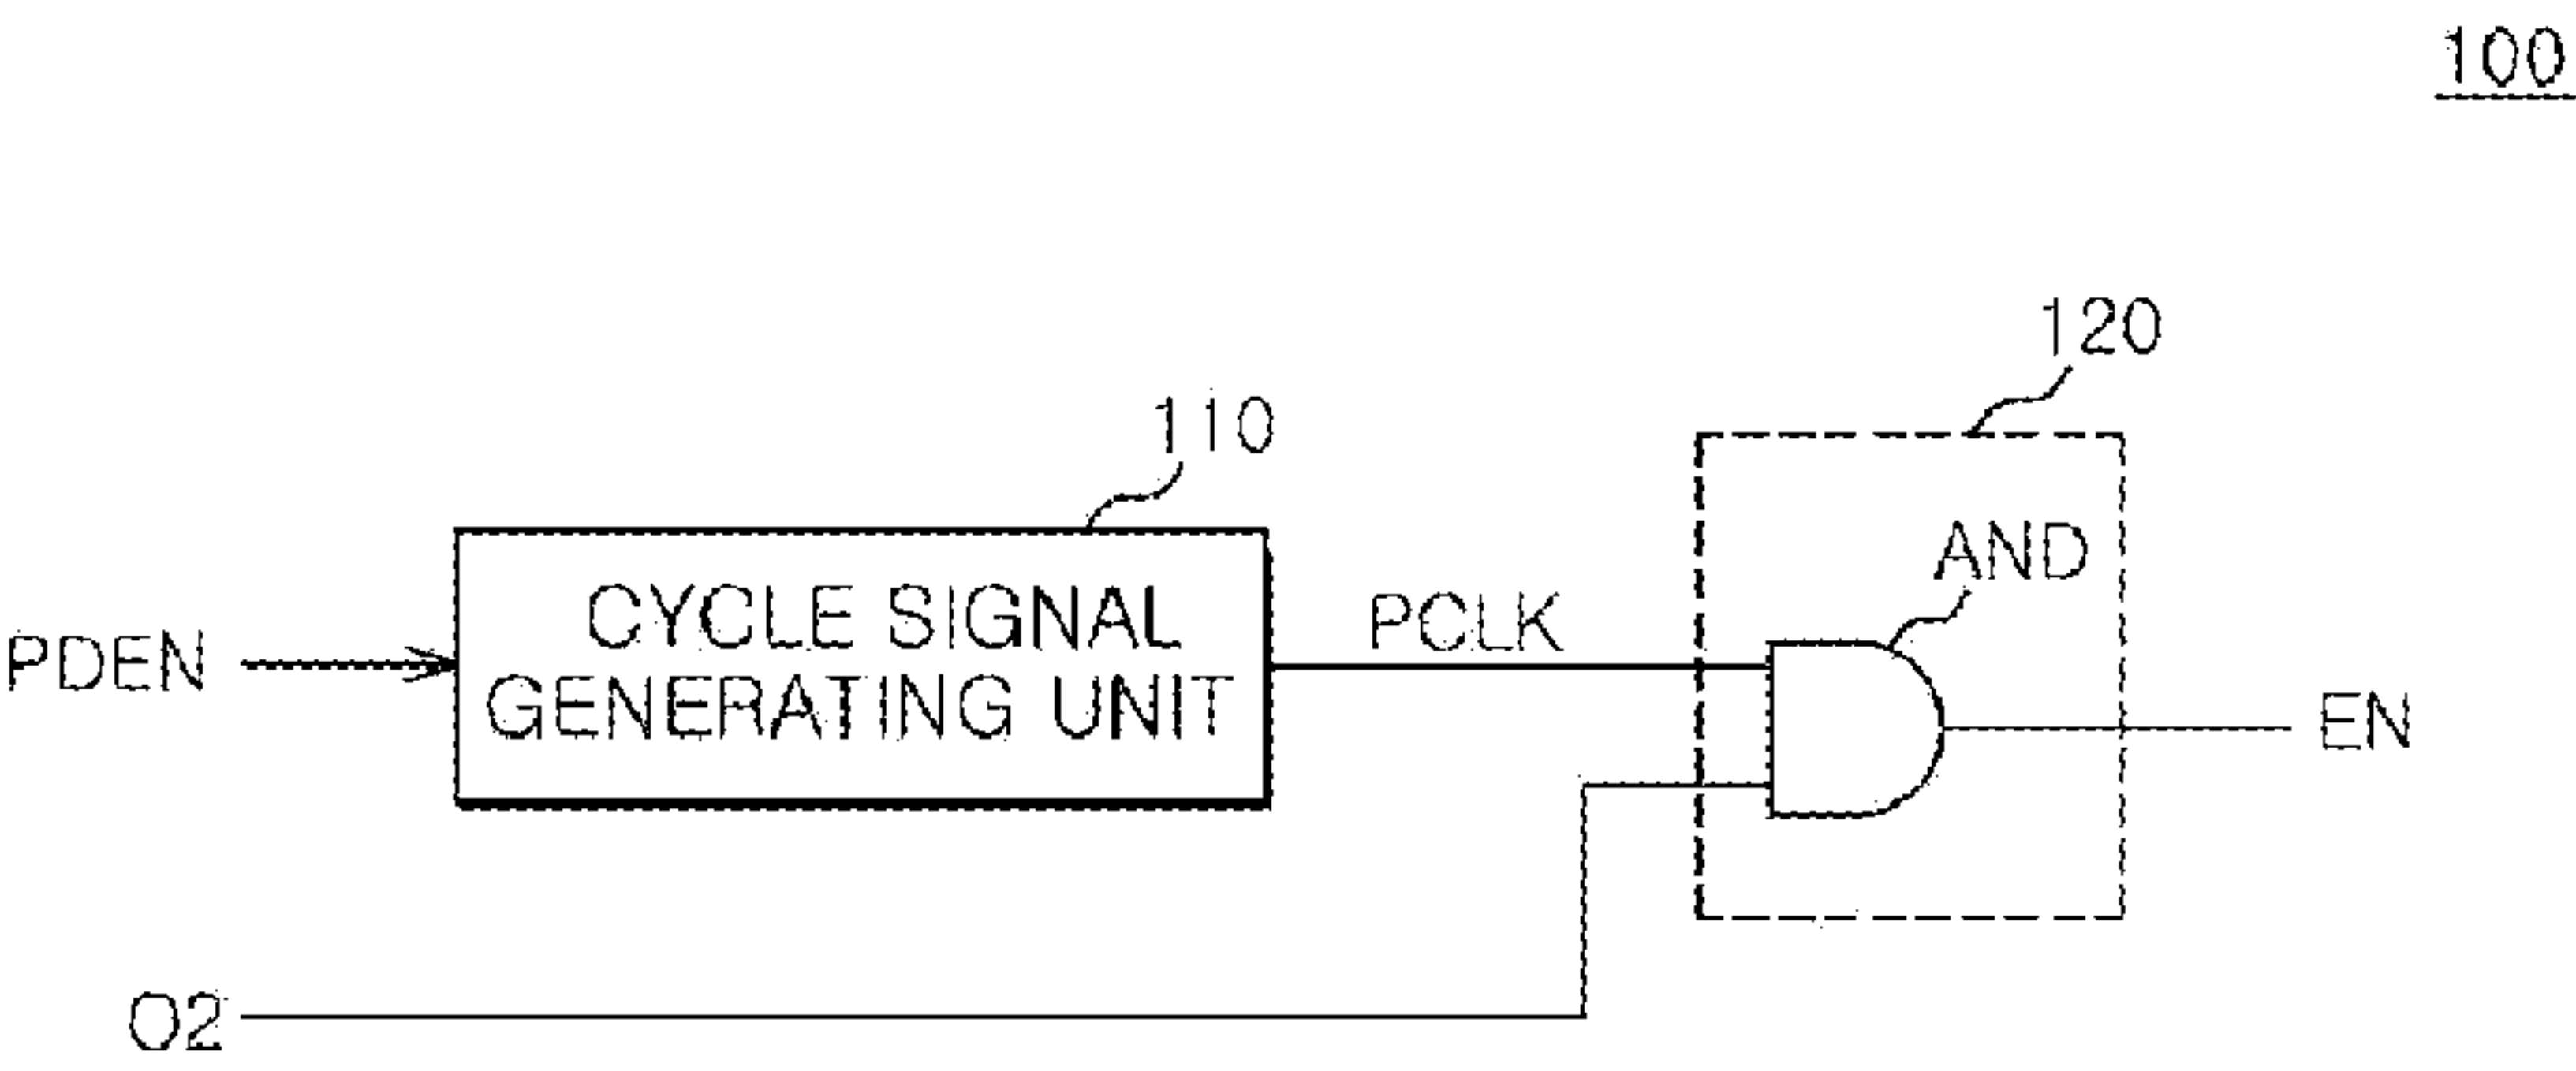 100
120
110
AND
CYCLE SIGNAL
GENERATING UNIT
PCLK
PDEN
EN
O2